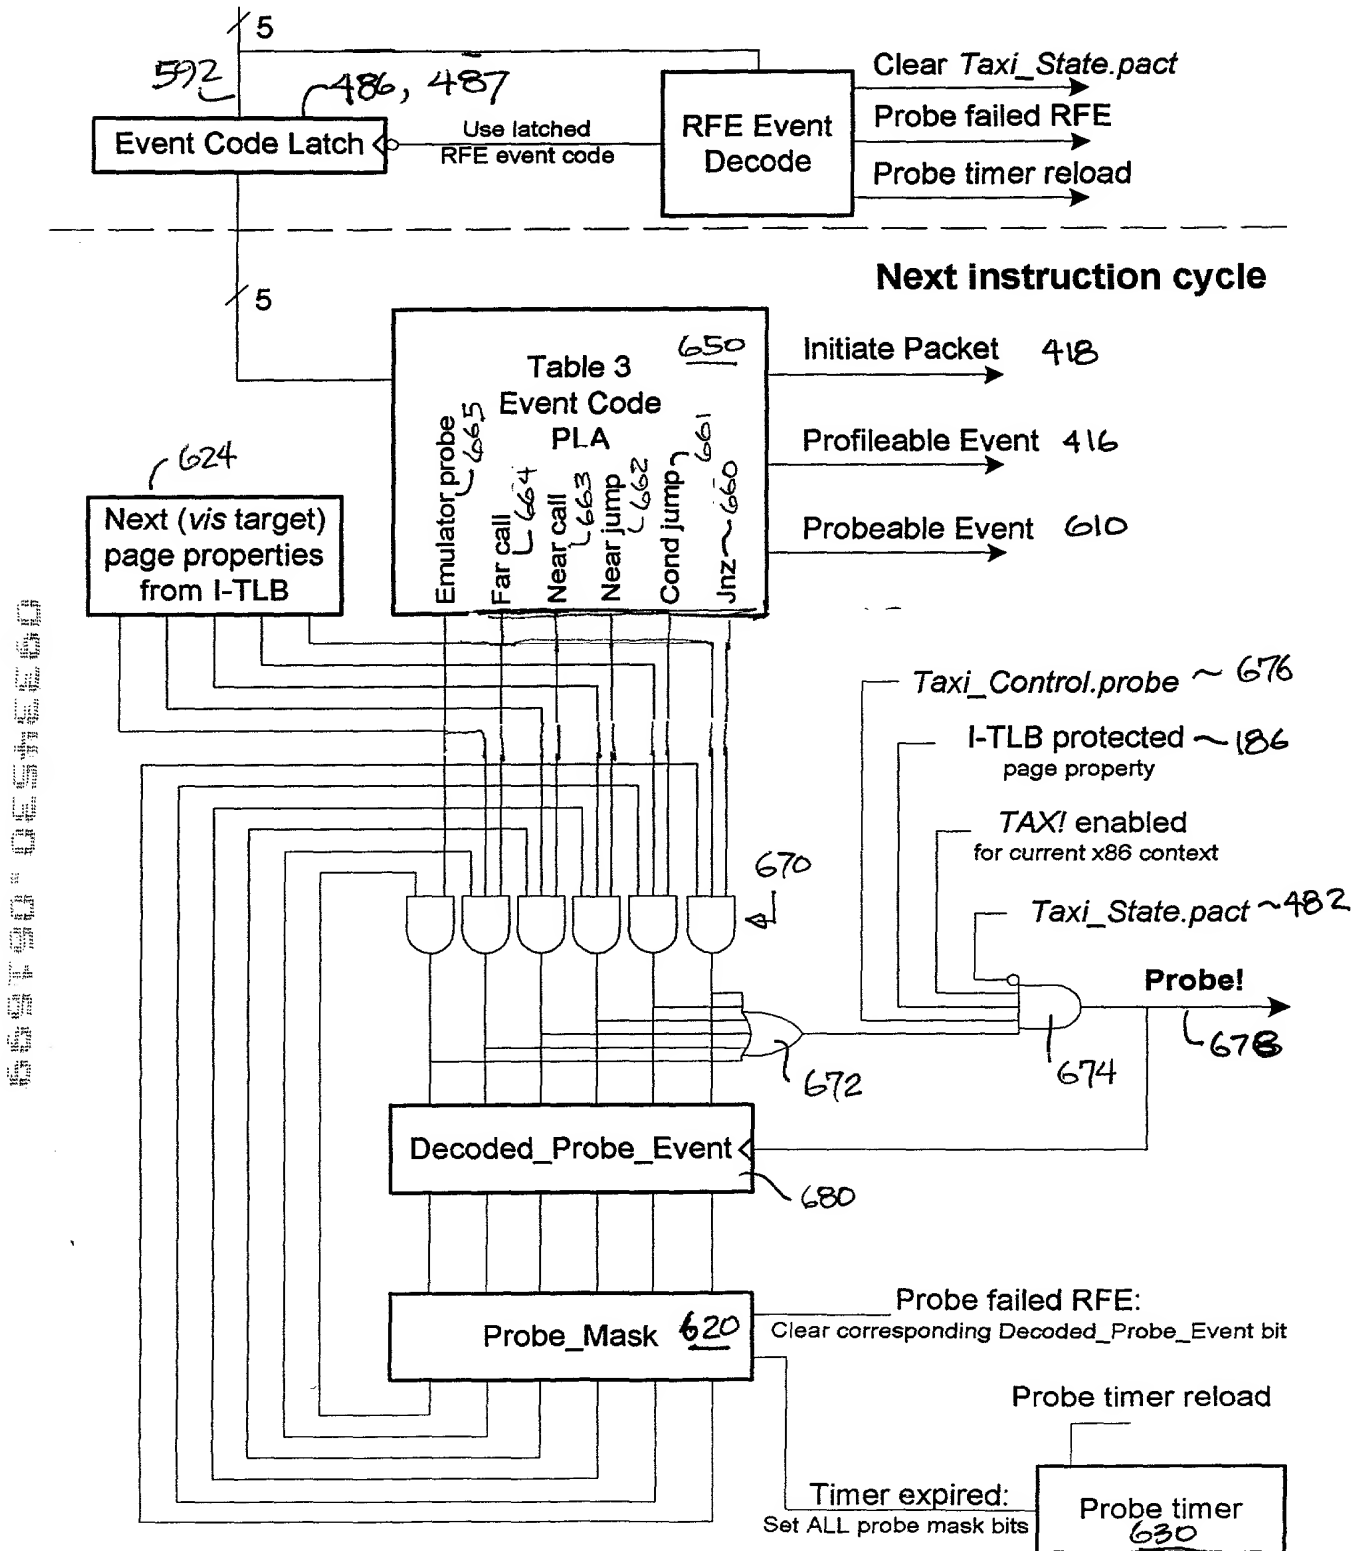 5
592
486, 487
Event Code Latch
Use latched
RFE event code
RFE Event
Decode
Clear Taxi_State.pact
Probe failed RFE
Probe timer reload
Next instruction cycle
5
Table 3
Event Code
PLA
650
Emulator probe
665
Far call
664
Near call
663
Near jump
662
Cond jump
661
Jnz
660
Initiate Packet 418
Profileable Event 416
Probeable Event 610
624
Next (vis target)
page properties
from I-TLB
Taxi_Control.probe 676
I-TLB protected 186
page property
TAX! enabled
for current x86 context
Taxi_State.pact 482
670
Probe!
678
674
672
Decoded_Probe_Event
680
Probe_Mask 620
Probe failed RFE:
Clear corresponding Decoded_Probe_Event bit
Probe timer reload
Timer expired:
Set ALL probe mask bits
Probe timer
630